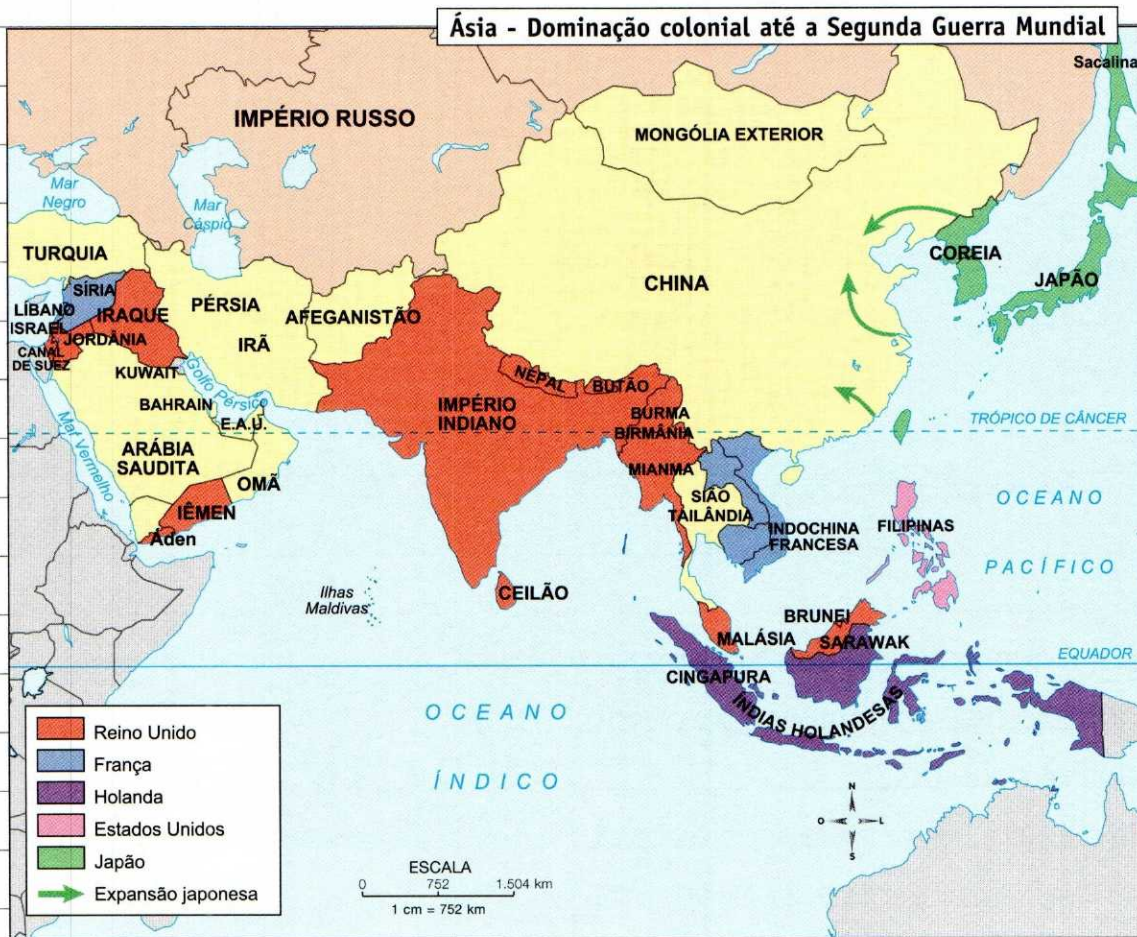 Ásia - Dominação colonial até a Segunda Guerra Mundial
Sacalina
IMPÉRIO RUSSO
MONGÓLIA EXTERIOR
Mar
Negro
Mar
Cáspio
TURQUIA
COREIA
JAPÃO
CHINA
SÍRIA
PÉRSIA
IRÃ
AFEGANISTÃO
LÍBANO
ISRAEL
IRAQUE
JORDÂNIA
CANAL
DE SUEZ
KUWAIT
Golfo Pérsico
BAHRAIN
E.A.U.
Mar Vermelho
ARÁBIA
SAUDITA
OMÃ
IÊMEN
Áden
NEPAL
BUTÃO
IMPÉRIO
INDIANO
BURMA
BIRMÂNIA
MIANMA
TRÓPICO DE CÂNCER
SIÃO
TAILÂNDIA
INDOCHINA
FRANCESA
FILIPINAS
OCEANO
PACÍFICO
Ilhas
Maldivas
CEILÃO
BRUNEI
MALÁSIA
SARAWAK
EQUADOR
CINGAPURA
ÍNDIAS HOLANDESAS
OCEANO
ÍNDICO
Reino Unido
França
Holanda
Estados Unidos
Japão
Expansão japonesa
ESCALA
0 752 1.504 km
1 cm = 752 km
N
O L
S